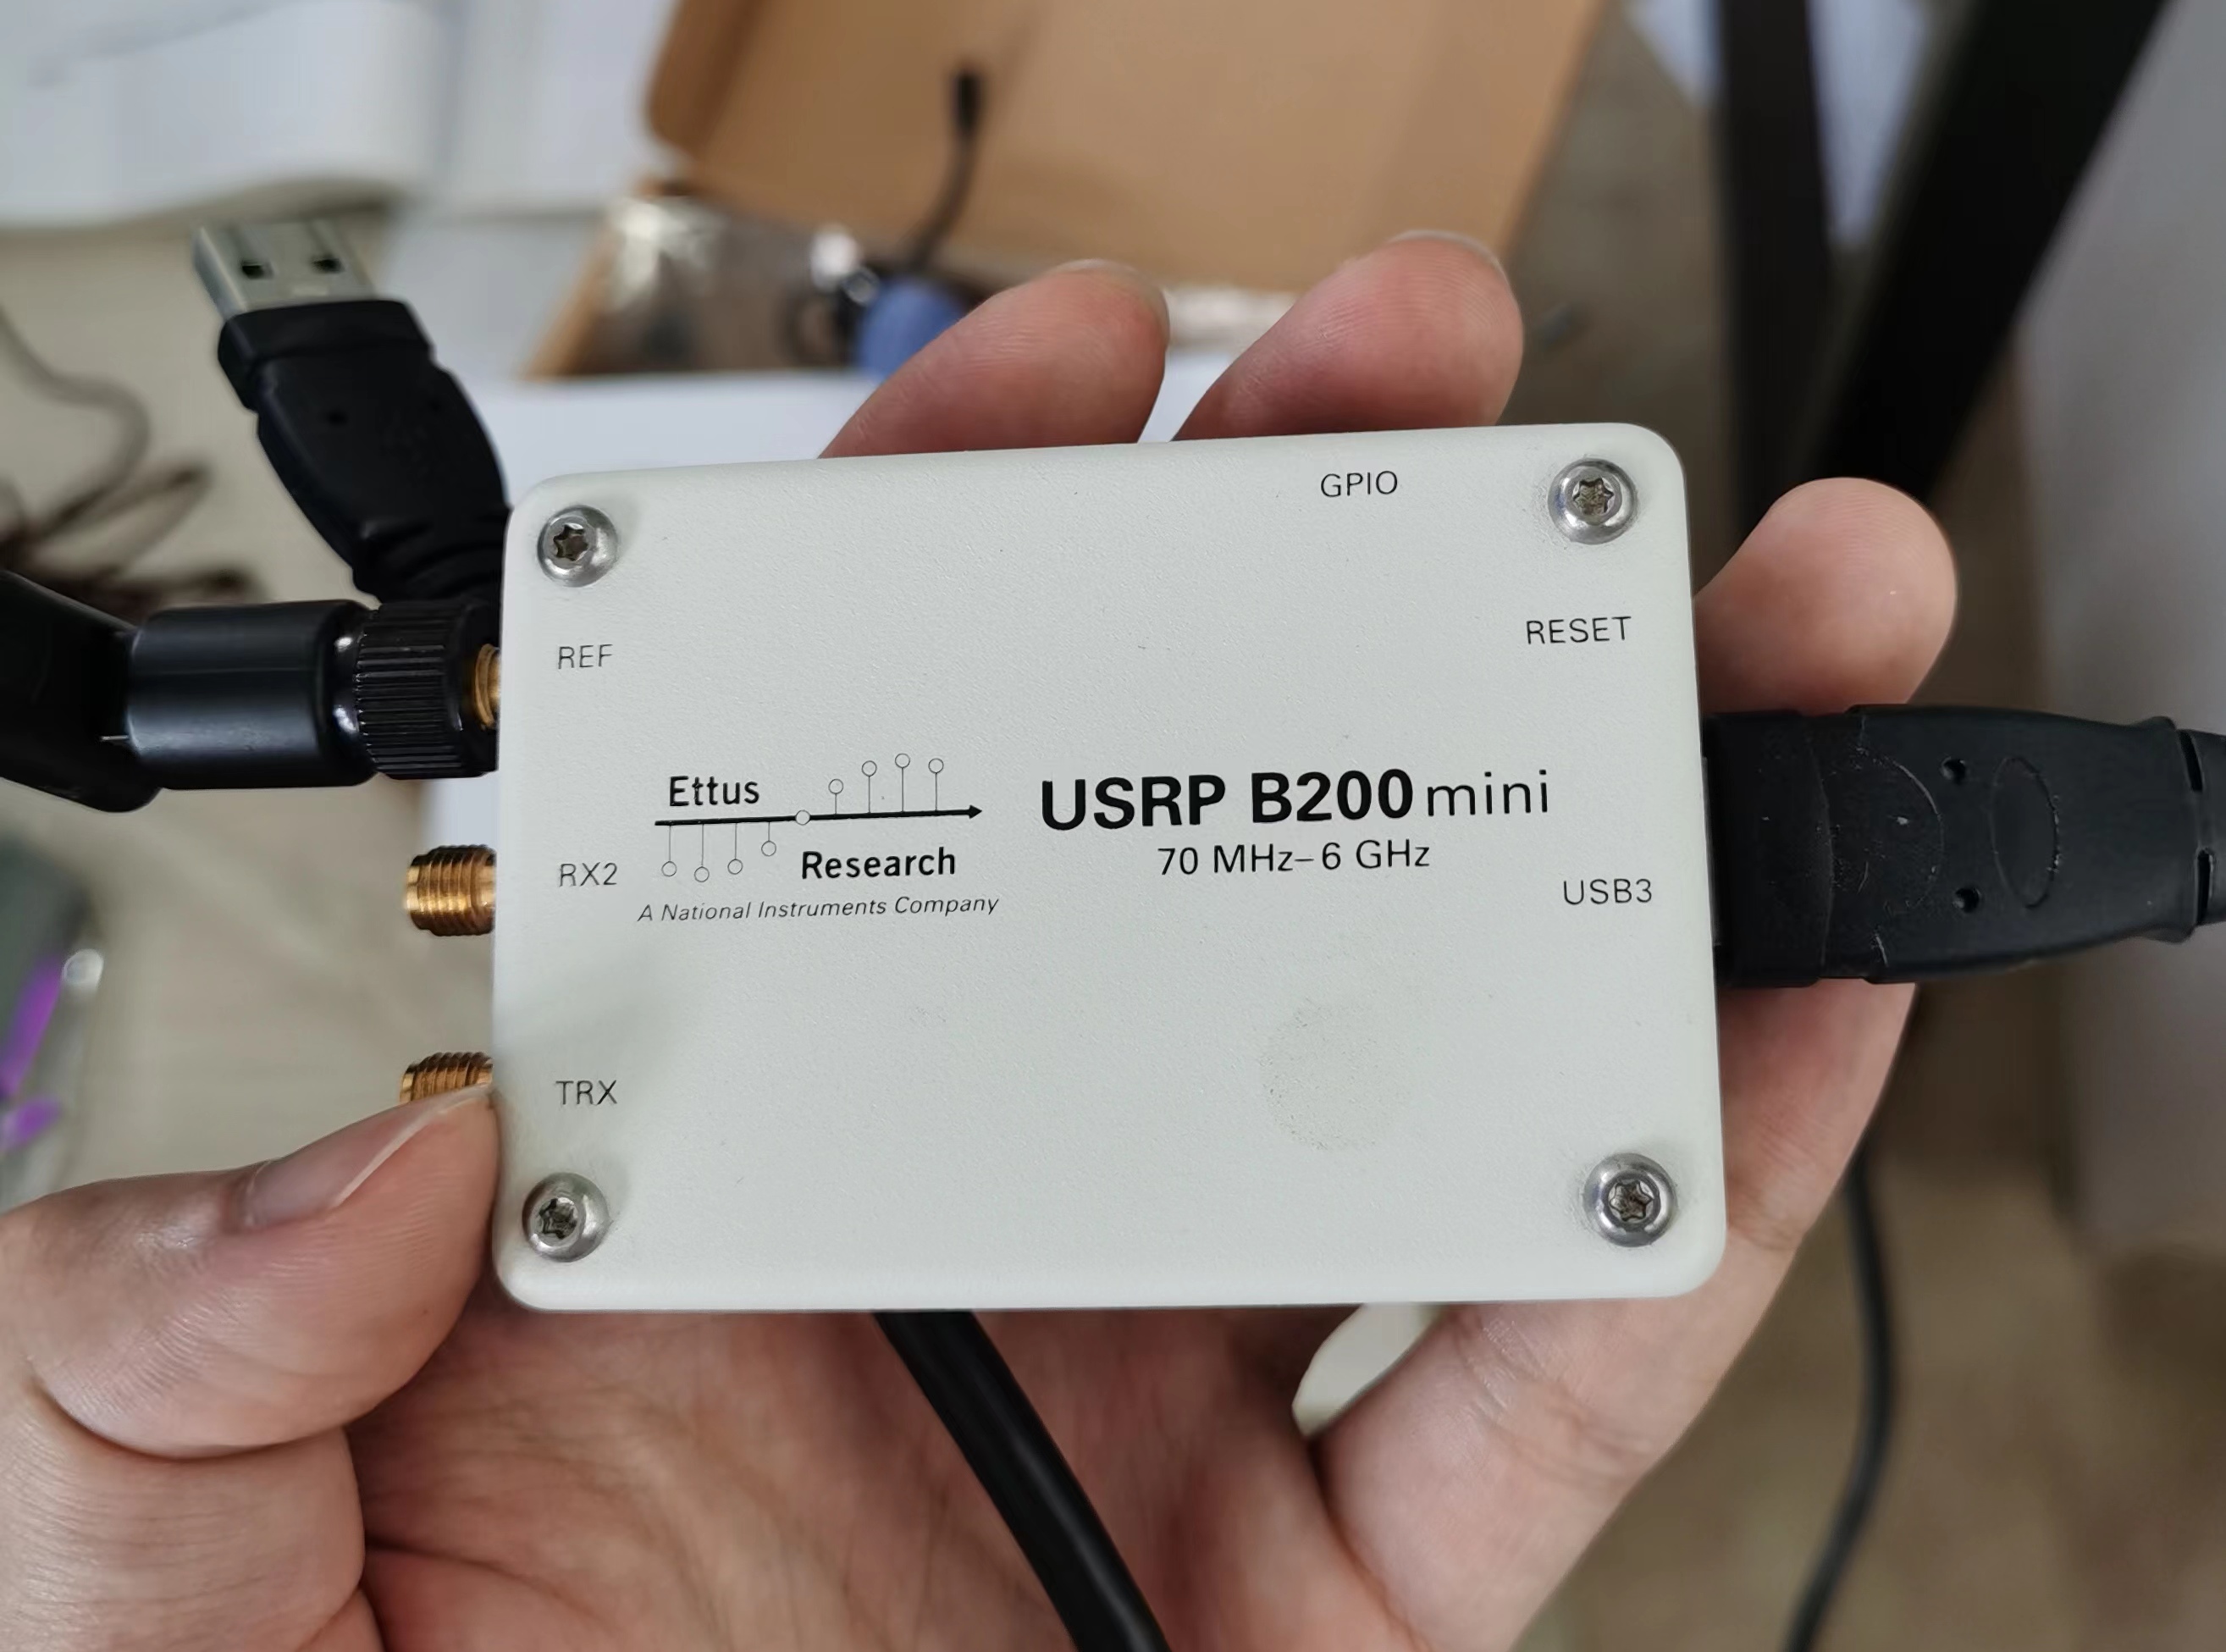 GPIO
RESET
REF
Ettus
Research
A National Instruments Company
USRP B200mini
70 MHz–6 GHz
RX2
USB3
TRX